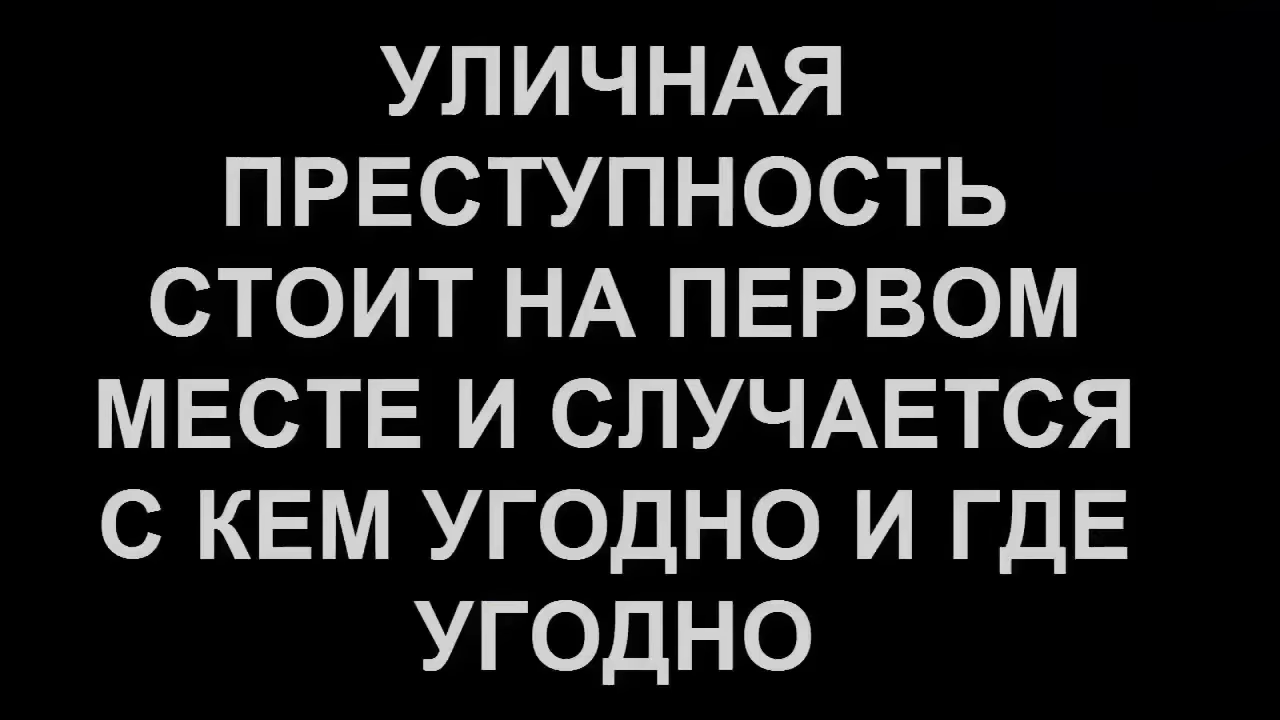 УЛИЧНАЯ
ПРЕСТУПНОСТЬ
СТОИТ НА ПЕРВОМ
МЕСТЕ И СЛУЧАЕТСЯ
С КЕМ УГОДНО И ГДЕ
УГОДНО